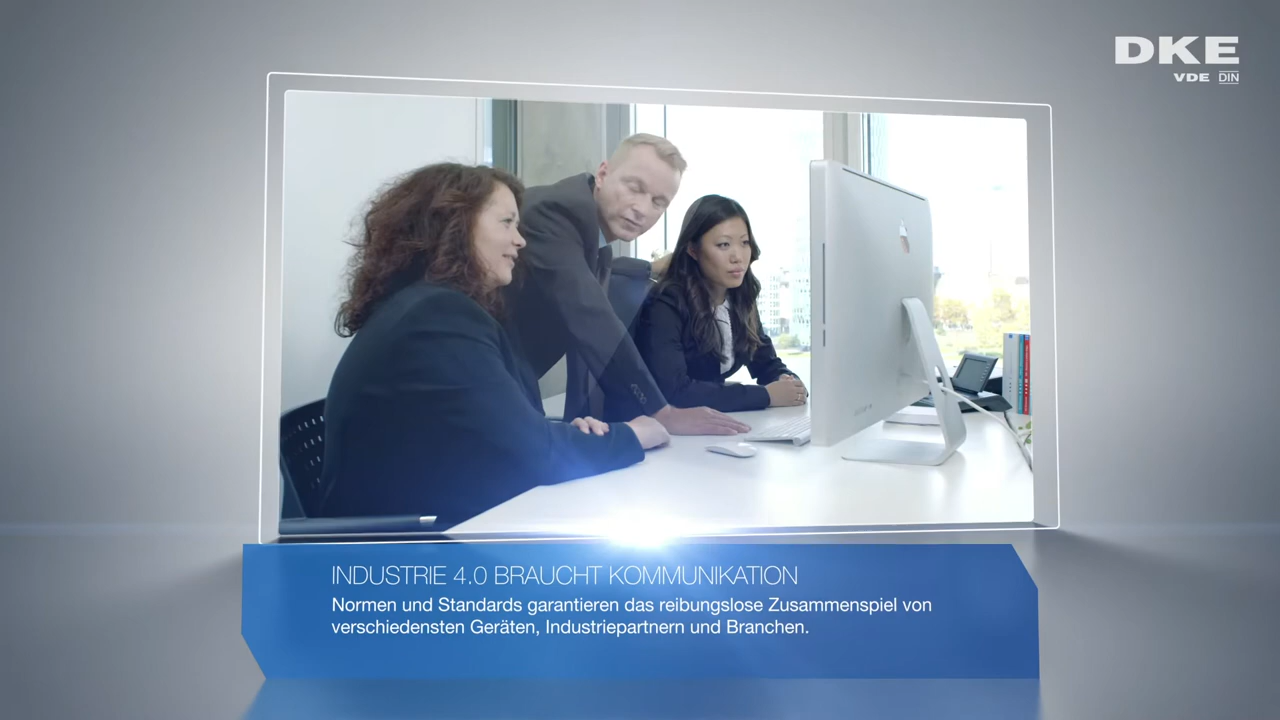 DKE
VDE DIN
INDUSTRIE 4.0 BRAUCHT KOMMUNIKATION
Normen und Standards garantieren das reibungslose Zusammenspiel von
verschiedensten Geräten, Industriepartnern und Branchen.